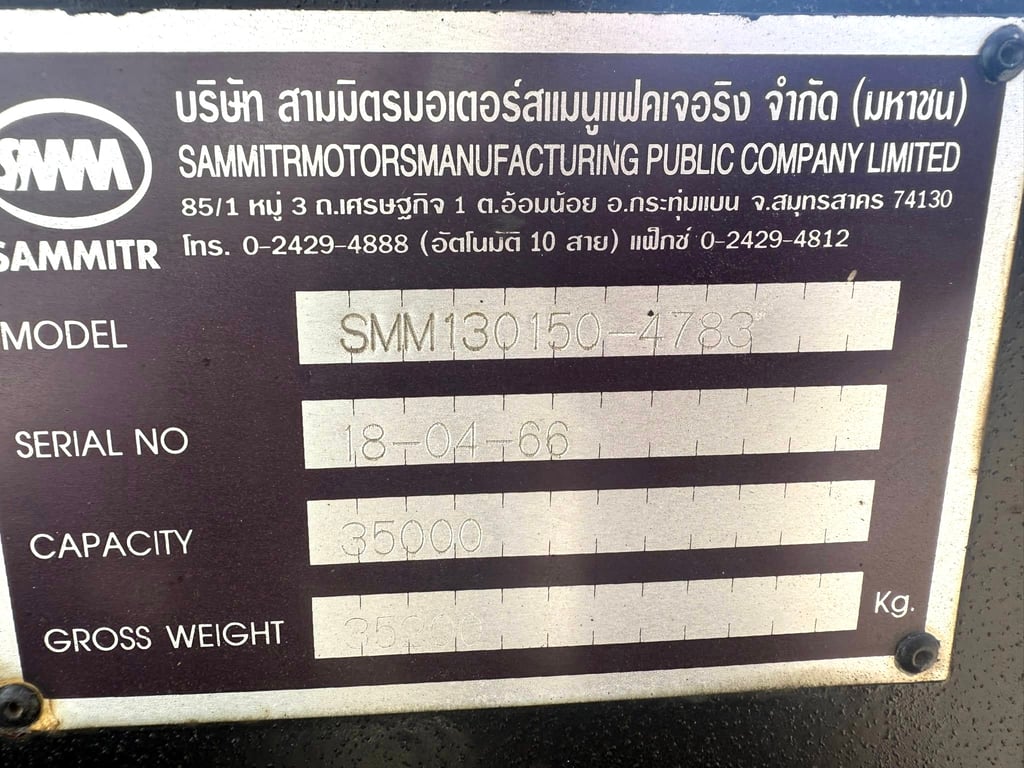 SMM
SAMMITR
บริษัท สามมิตรมอเตอร์สแมนูแฟคเจอริง จำกัด (มหาชน)
SAMMITRMOTORSMANUFACTURING PUBLIC COMPANY LIMITED
85/1 หมู่ 3 ถ.เศรษฐกิจ 1 ต.อ้อมน้อย อ.กระทุ่มแบน จ.สมุทรสาคร 74130
โทร. 0-2429-4888 (อัตโนมัติ 10 สาย) แฟ็กซ์ 0-2429-4812
MODEL SMM130150-4783
SERIAL NO 18-04-66
CAPACITY 35000
GROSS WEIGHT Kg.